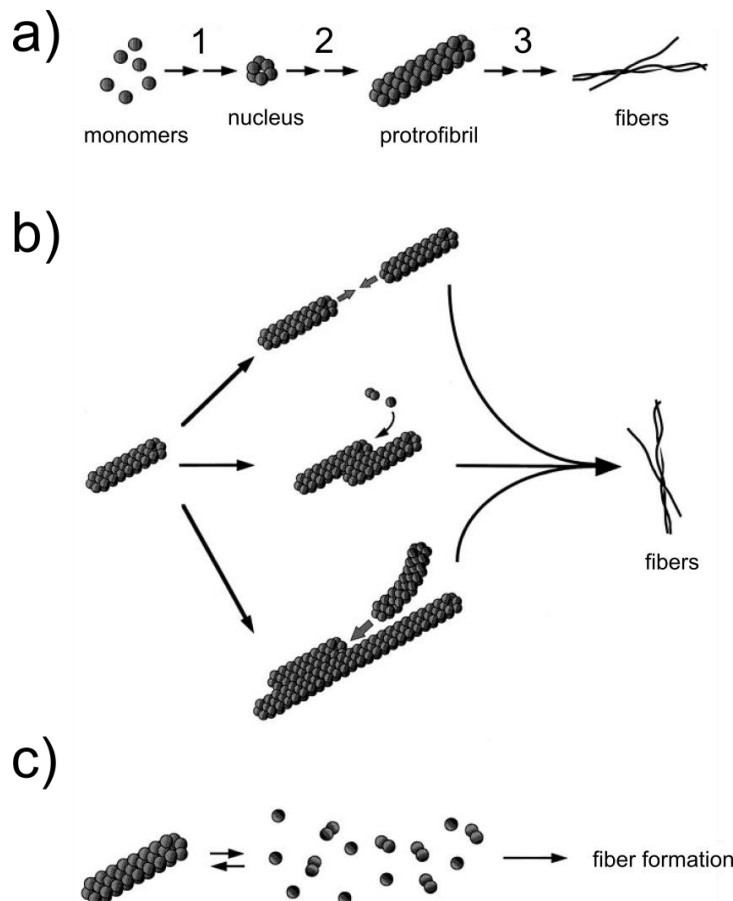 a)
1 2 3
monomers nucleus protrofibril fibers
b)
fibers
c)
fiber formation